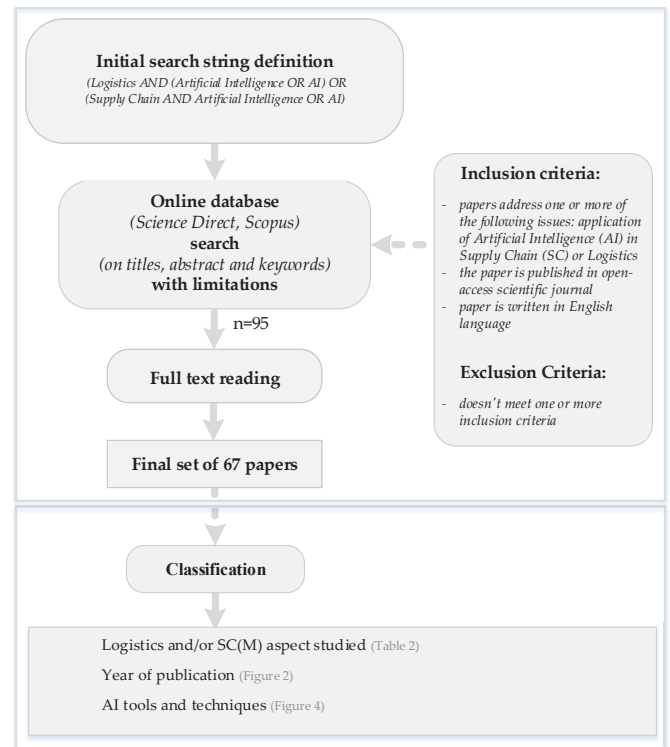 Initial search string definition
(Logistics AND (Artificial Intelligence OR AI) OR
(Supply Chain AND Artificial Intelligence OR AI)
Online database
(Science Direct, Scopus)
search
(on titles, abstract and keywords)
with limitations
n=95
Full text reading
Final set of 67 papers
Inclusion criteria:
- papers address one or more of
the following issues: application
of Artificial Intelligence (AI) in
Supply Chain (SC) or Logistics
- the paper is published in open-
access scientific journal
- paper is written in English
language
Exclusion Criteria:
- doesn't meet one or more
inclusion criteria
Classification
Logistics and/or SC(M) aspect studied (Table 2)
Year of publication (Figure 2)
AI tools and techniques (Figure 4)